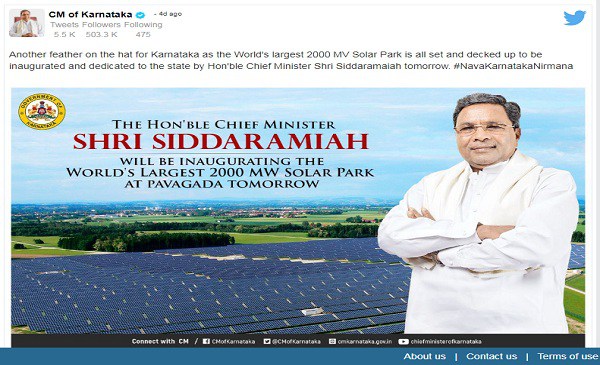 CM of Karnataka - 4d ago
Tweets Followers Following
5.5 K 503.3 K 475
Another feather on the hat for Karnataka as the World's largest 2000 MV Solar Park is all set and decked up to be
inaugurated and dedicated to the state by Hon'ble Chief Minister Shri Siddaramaiah tomorrow. #NavaKarnatakaNirmana
THE HON'BLE CHIEF MINISTER
SHRI SIDDARAMIAH
WILL BE INAUGURATING THE
WORLD'S LARGEST 2000 MW SOLAR PARK
AT PAVAGADA TOMORROW
Connect with CM / CMofKarnataka / @CMofKarnataka / cmkarnataka.gov.in / chiefministerofkarnataka
About us | Contact us | Terms of use